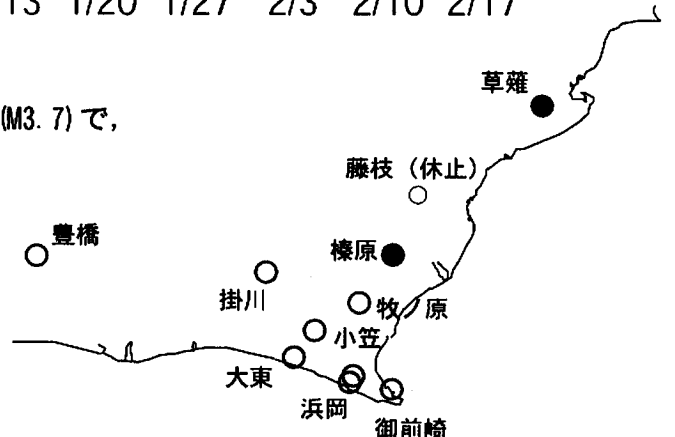 13 1/20 1/27 2/3 2/10 2/17
草薙
(M3. 7) で,
藤枝（休止）
豊橋
榛原
掛川
牧ノ原
小笠
大東
浜岡
御前崎